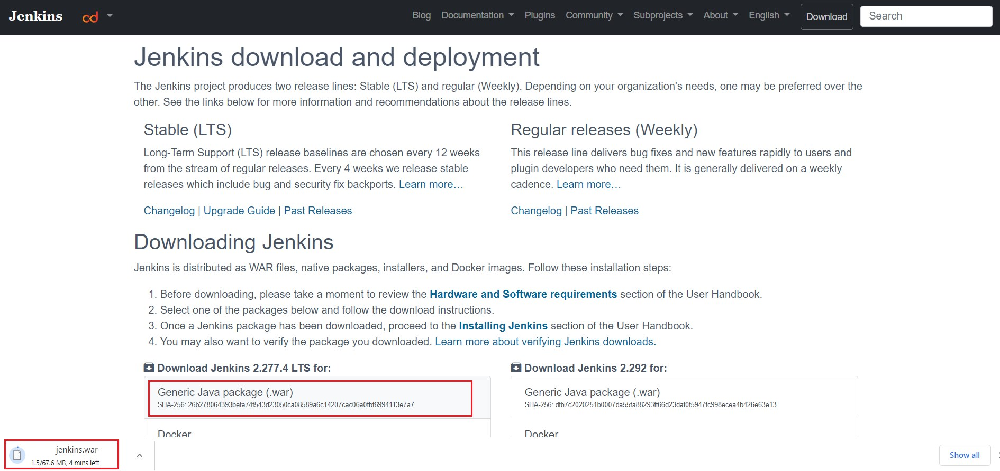 Jenkins cd Blog Documentation Plugins Community Subprojects About English Download Search
Jenkins download and deployment
The Jenkins project produces two release lines: Stable (LTS) and regular (Weekly). Depending on your organization's needs, one may be preferred over the
other. See the links below for more information and recommendations about the release lines.
Stable (LTS)
Long-Term Support (LTS) release baselines are chosen every 12 weeks
from the stream of regular releases. Every 4 weeks we release stable
releases which include bug and security fix backports. Learn more…
Changelog | Upgrade Guide | Past Releases
Regular releases (Weekly)
This release line delivers bug fixes and new features rapidly to users and
plugin developers who need them. It is generally delivered on a weekly
cadence. Learn more…
Changelog | Past Releases
Downloading Jenkins
Jenkins is distributed as WAR files, native packages, installers, and Docker images. Follow these installation steps:
1. Before downloading, please take a moment to review the Hardware and Software requirements section of the User Handbook.
2. Select one of the packages below and follow the download instructions.
3. Once a Jenkins package has been downloaded, proceed to the Installing Jenkins section of the User Handbook.
4. You may also want to verify the package you downloaded. Learn more about verifying Jenkins downloads.
Download Jenkins 2.277.4 LTS for:
Generic Java package (.war)
SHA-256: 26b278064393befa74f543d23050ca08589a6c14207cac06a0fbf6994113e7a7
Docker
Download Jenkins 2.292 for:
Generic Java package (.war)
SHA-256: dfb7c2020251b0007da55fa88293ff66d23daf0f5947fc998ecea4b426e63e13
Docker
jenkins.war
1.5/67.6 MB, 4 mins left
Show all